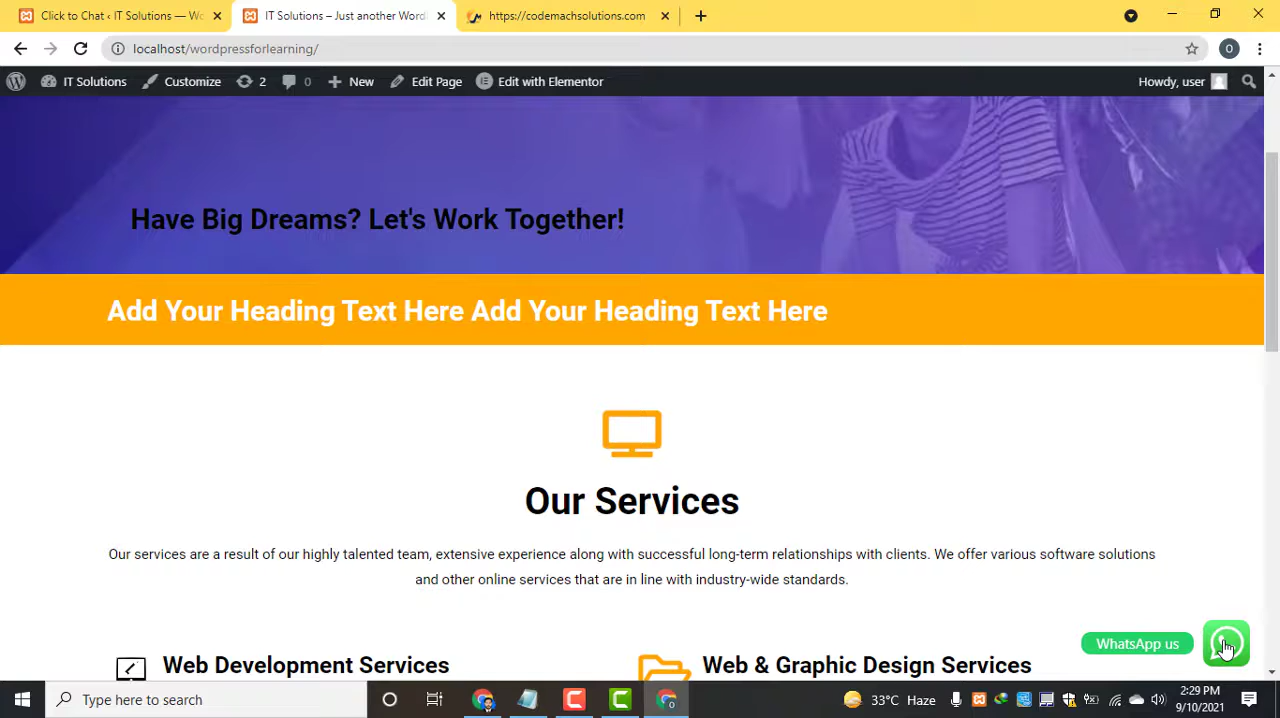 Click to Chat ‹ IT Solutions — Wo
IT Solutions – Just another Word
https://codemachsolutions.com
localhost/wordpressforlearning/
O
IT Solutions
Customize
2
0
New
Edit Page
Edit with Elementor
Howdy, user
Have Big Dreams? Let's Work Together!
Add Your Heading Text Here Add Your Heading Text Here
Our Services
Our services are a result of our highly talented team, extensive experience along with successful long-term relationships with clients. We offer various software solutions
and other online services that are in line with industry-wide standards.
WhatsApp us
Web Development Services
Web & Graphic Design Services
Type here to search
33°C Haze
2:29 PM
9/10/2021